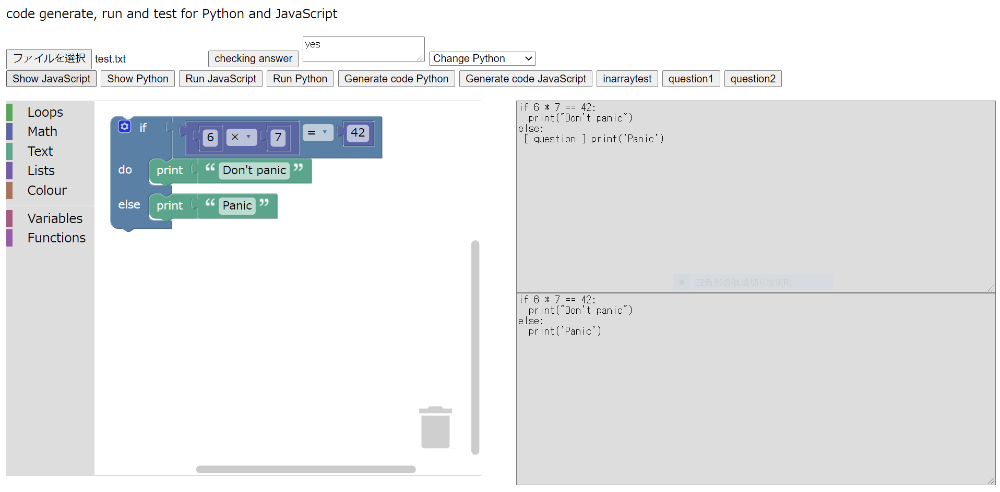 code generate, run and test for Python and JavaScript
yes
ファイルを選択 test.txt checking answer Change Python
Show JavaScript Show Python Run JavaScript Run Python Generate code Python Generate code JavaScript inarraytest question1 question2
Loops
Math
Text
Lists
Colour
Variables
Functions
if 6 × 7 = 42
do print “ Don't panic ”
else print “ Panic ”
if 6 * 7 == 42:
print("Don't panic")
else:
[ question ] print('Panic')
四角形の領域切り取り(R)
if 6 * 7 == 42:
print("Don't panic")
else:
print('Panic')